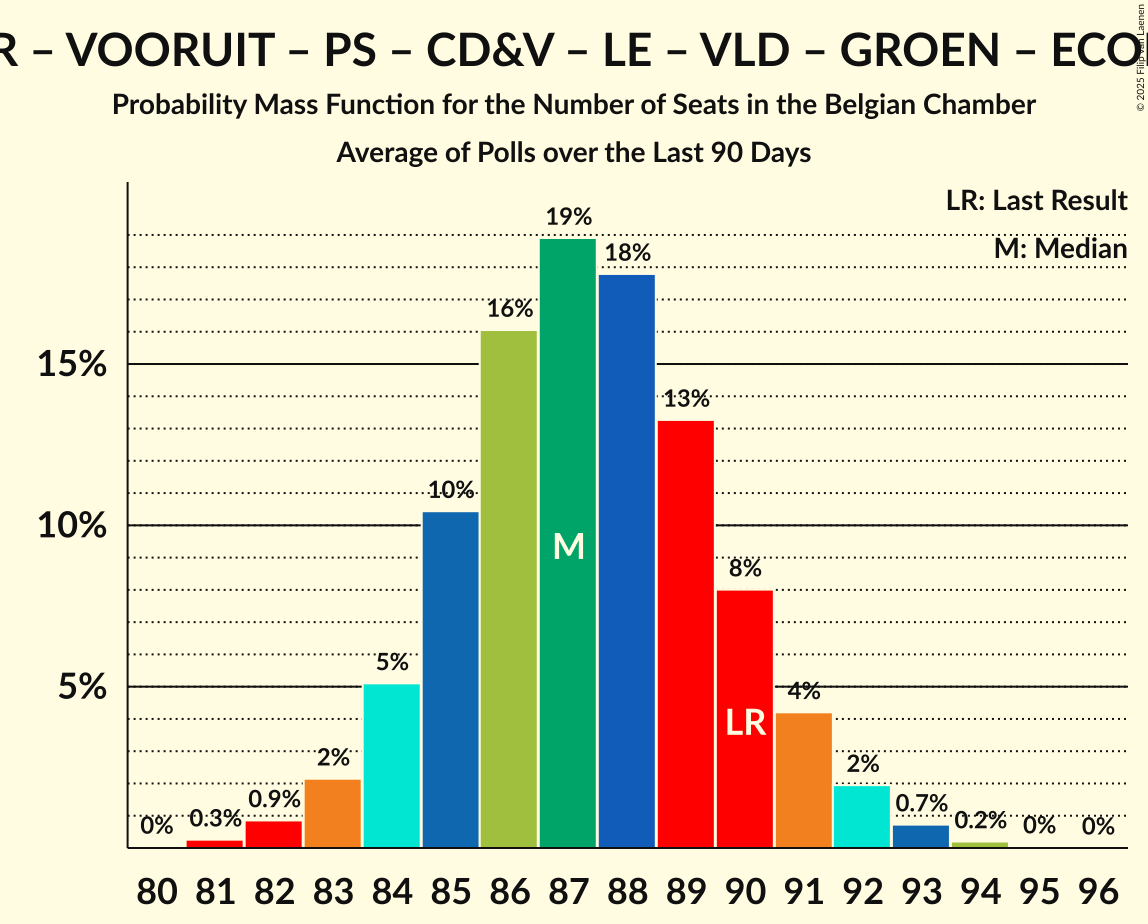 R – VOORUIT – PS – CD&V – LE – VLD – GROEN – ECO
Probability Mass Function for the Number of Seats in the Belgian Chamber
Average of Polls over the Last 90 Days
© 2025 Filip van Laenen
LR: Last Result
M: Median
15%
10%
5%
0%
0.3%
0.9%
2%
5%
10%
16%
19%
18%
13%
8%
4%
2%
0.7%
0.2%
0%
0%
M
LR
80 81 82 83 84 85 86 87 88 89 90 91 92 93 94 95 96